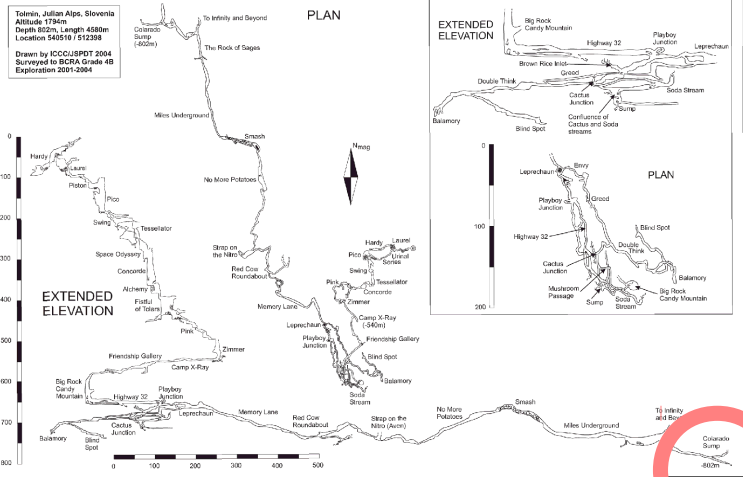 Tolmin, Julian Alps, Slovenia
Altitude 1794m
Depth 802m, Length 4580m
Location 540510 / 512398
Drawn by ICCC/JSPDT 2004
Surveyed to BCRA Grade 4B
Exploration 2001-2004
PLAN
To Infinity and Beyond
Colarado
Sump
(-802m)
The Rock of Sages
Miles Underground
Smash
No More Potatoes
Nmag
Strap on
the Nitro
Red Cow
Roundabout
Memory Lane
Leprechaun
Playboy
Junction
Hardy
Laurel
Pico
Urinal
Series
Swing
Tessellator
Pink
Concorde
Zimmer
Camp X-Ray
(-540m)
Friendship Gallery
Blind Spot
Balamory
Soda
Stream
EXTENDED
ELEVATION
Big Rock
Candy Mountain
Highway 32
Playboy
Junction
Leprechaun
Brown Rice Inlet
Greed
Double Think
Cactus
Junction
Soda Stream
Sump
Confluence of
Cactus and Soda
streams
Balamory
Blind Spot
0
100
200
PLAN
Envy
Leprechaun
Playboy
Junction
Greed
Highway 32
Blind Spot
Double
Think
Cactus
Junction
Balamory
Mushroom
Passage
Sump
Soda
Stream
Big Rock
Candy Mountain
0
100
200
300
400
500
600
700
800
Hardy
Laurel
Piston
Pico
Swing
Tessellator
Space Odyssey
Concorde
Alchemy
Fistful
of Tolars
Pink
EXTENDED
ELEVATION
Zimmer
Friendship Gallery
Camp X-Ray
Big Rock
Candy
Mountain
Highway 32
Playboy
Junction
Leprechaun
Memory Lane
Red Cow
Roundabout
Strap on the
Nitro (Aven)
No More
Potatoes
Smash
Miles Underground
To Infinity
and Bey
Colarado
Sump
-802m
Balamory
Blind
Spot
Cactus
Junction
0 100 200 300 400 500